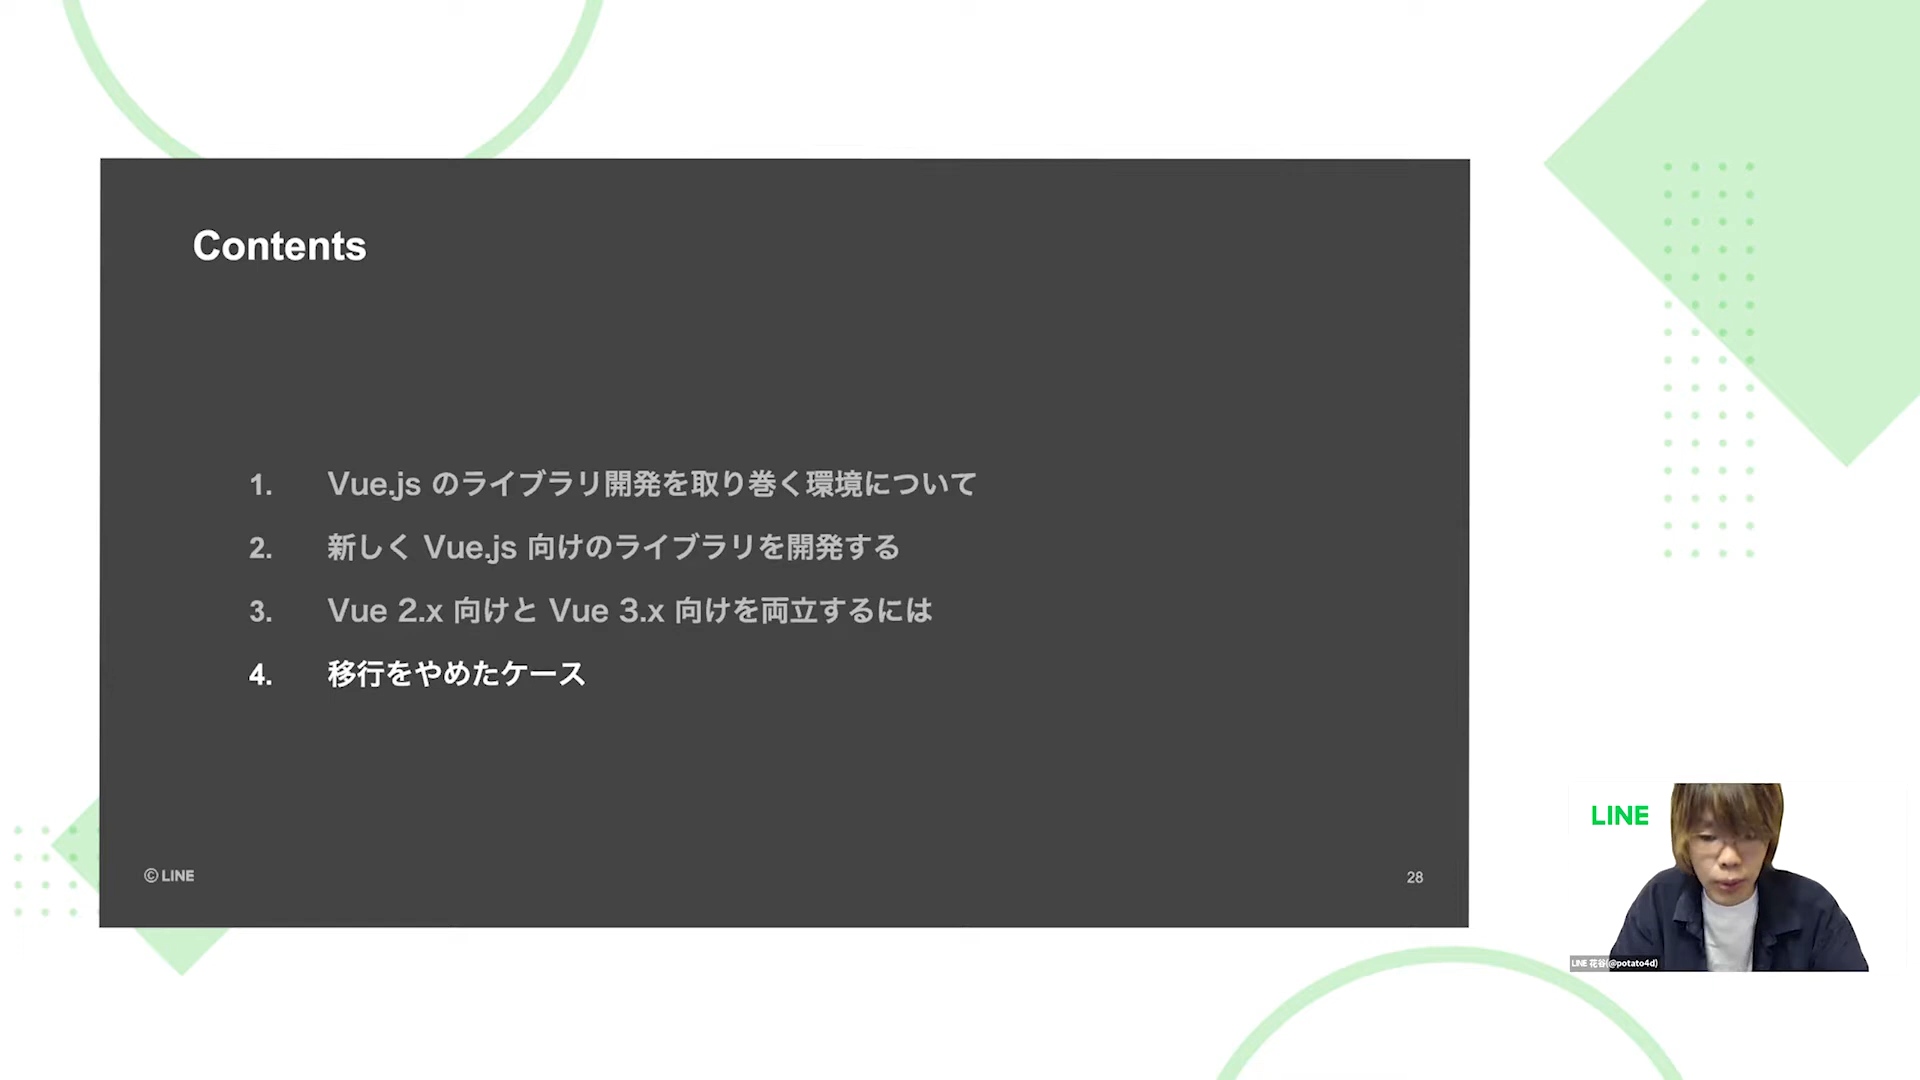 Contents
1. Vue.js のライブラリ開発を取り巻く環境について
2. 新しく Vue.js 向けのライブラリを開発する
3. Vue 2.x 向けと Vue 3.x 向けを両立するには
4. 移行をやめたケース
© LINE
28
LINE
LINE 花谷(@potato4d)